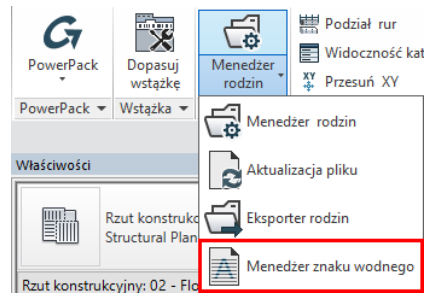 PowerPack
Dopasuj
wstążkę
Menedżer
rodzin
Podział rur
Widoczność kat
XY
Przesuń XY
PowerPack
Wstążka
Menedżer rodzin
Aktualizacja pliku
Eksporter rodzin
Menedżer znaku wodnego
Właściwości
Rzut konstrukc
Structural Plan
Rzut konstrukcyjny: 02 - Flo